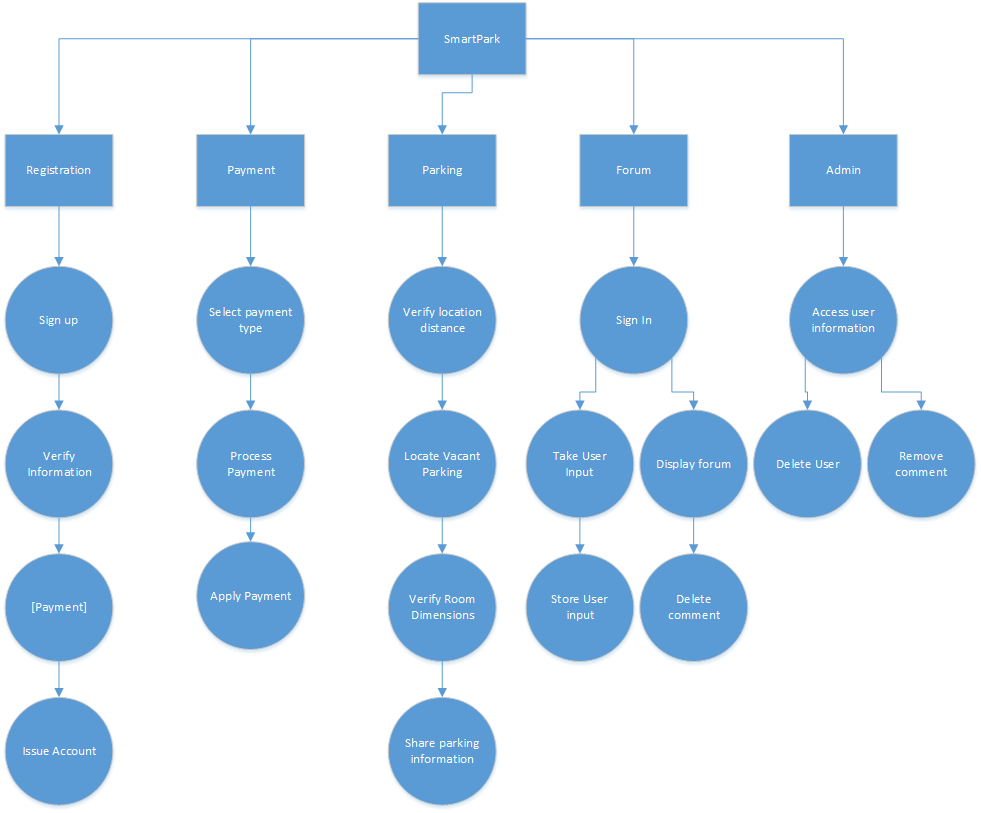 SmartPark
Registration
Payment
Parking
Forum
Admin
Sign up
Select payment
type
Verify location
distance
Sign In
Access user
information
Verify
Information
Process
Payment
Locate Vacant
Parking
Take User
Input
Display forum
Delete User
Remove
comment
[Payment]
Apply Payment
Verify Room
Dimensions
Store User
input
Delete
comment
Issue Account
Share parking
information